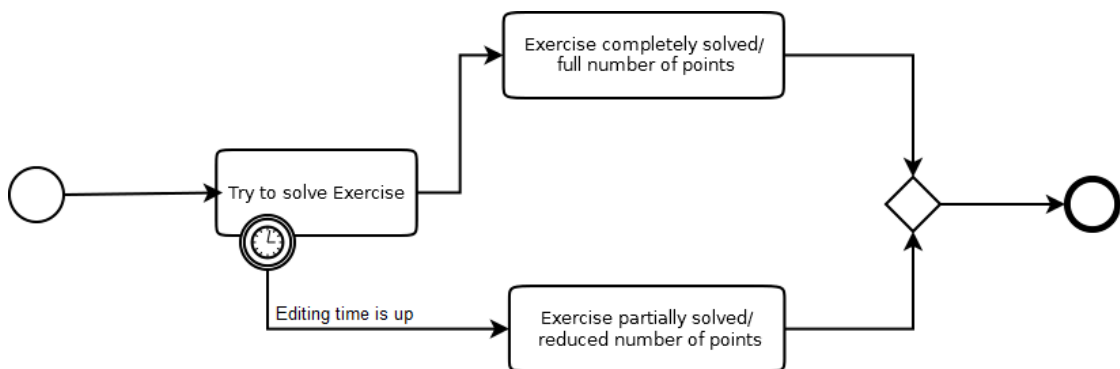 Exercise completely solved/
full number of points
Try to solve Exercise
Editing time is up
Exercise partially solved/
reduced number of points